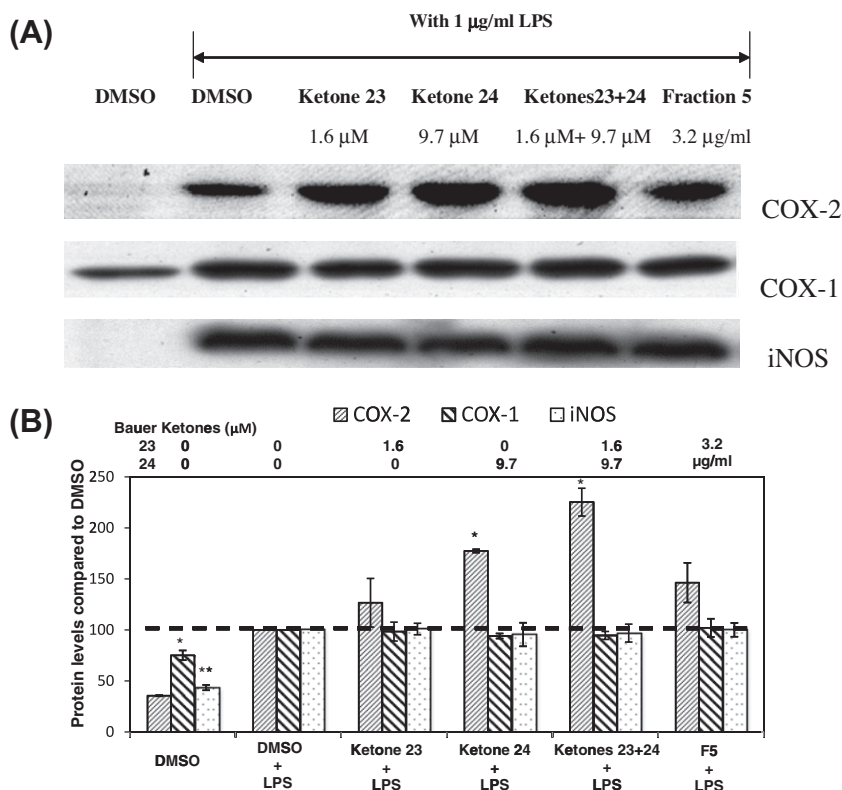 (A)
With 1 µg/ml LPS
DMSO DMSO Ketone 23 Ketone 24 Ketones23+24 Fraction 5
1.6 µM 9.7 µM 1.6 µM+ 9.7 µM 3.2 µg/ml
COX-2
COX-1
iNOS
(B)
COX-2 COX-1 iNOS
Bauer Ketones (µM)
23 0 0 1.6 0 1.6 3.2
24 0 0 0 9.7 9.7 µg/ml
Protein levels compared to DMSO
250
200
150
100
50
0
*
**
*
*
DMSO
DMSO + LPS
Ketone 23 + LPS
Ketone 24 + LPS
Ketones 23+24 + LPS
F5 + LPS